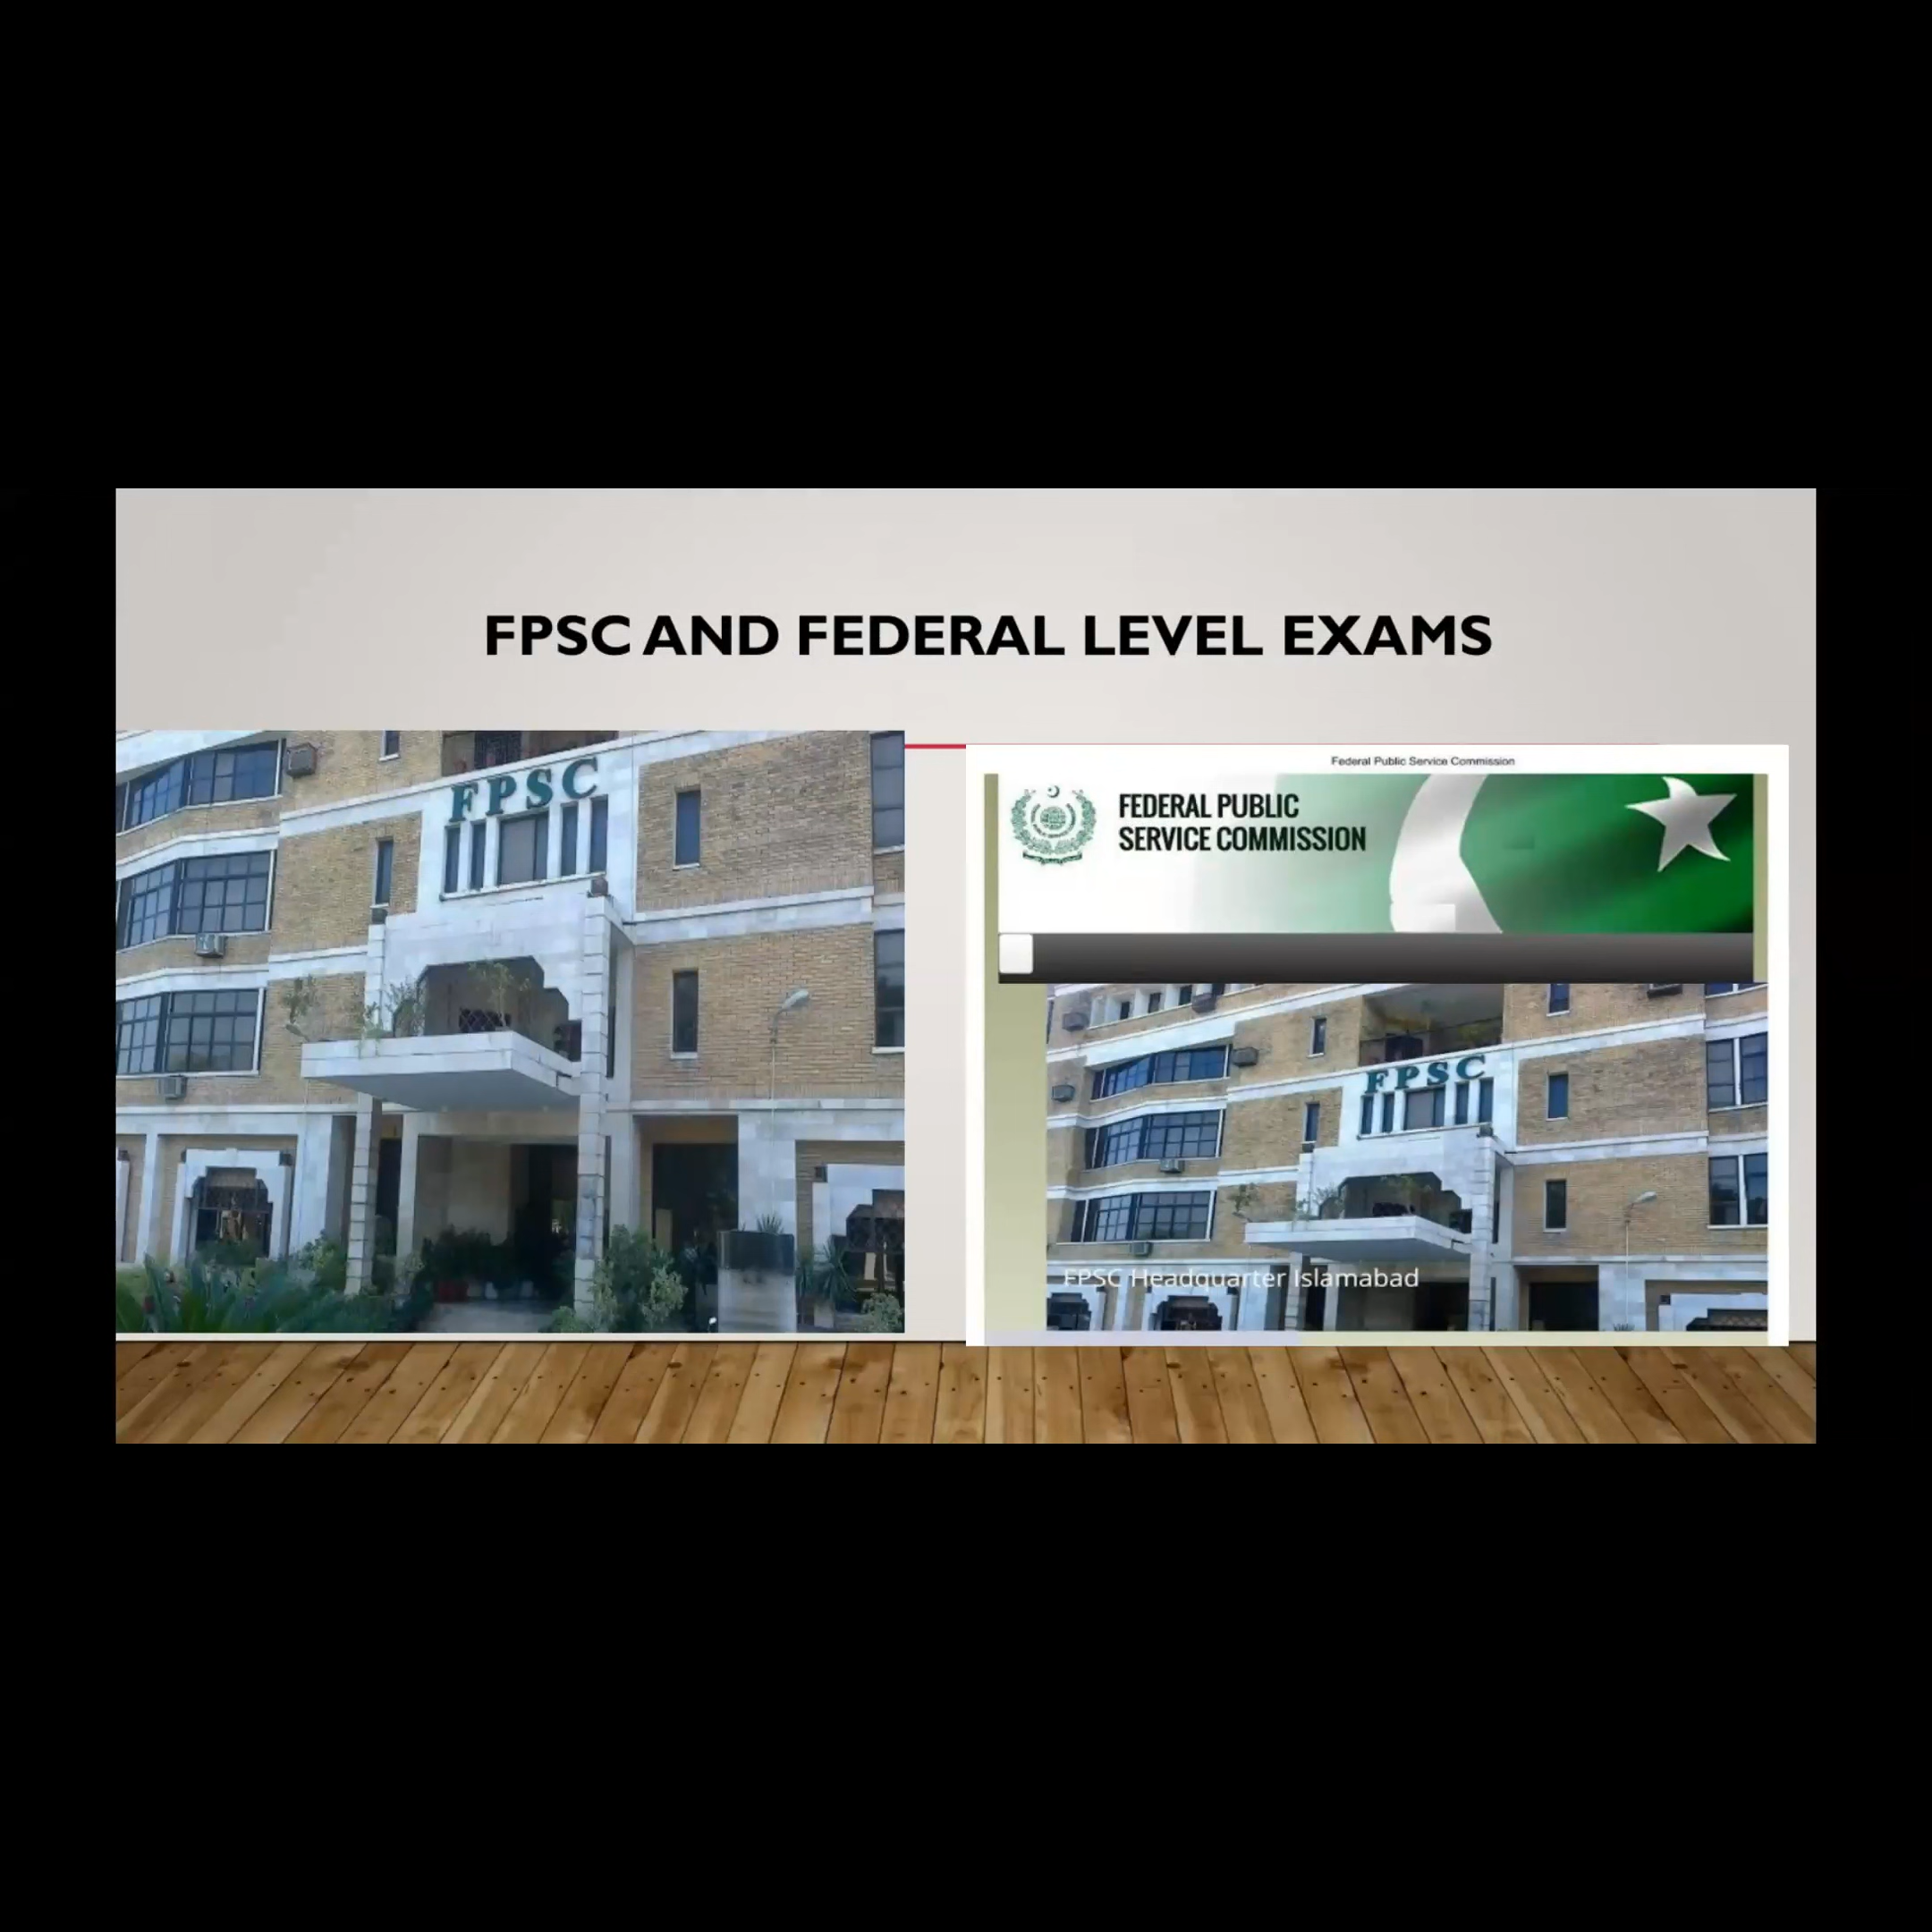 FPSC AND FEDERAL LEVEL EXAMS
FPSC
Federal Public Service Commission
FEDERAL PUBLIC
SERVICE COMMISSION
FPSC
FPSC Headquarter Islamabad